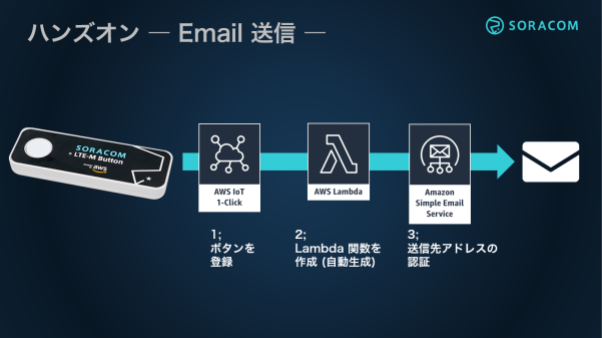 ハンズオン ― Email 送信 ―
SORACOM
SORACOM
LTE-M Button
powered by aws
AWS IoT
1-Click
AWS Lambda
Amazon
Simple Email
Service
1;
ボタンを
登録
2;
Lambda 関数を
作成 (自動生成)
3;
送信先アドレスの
認証